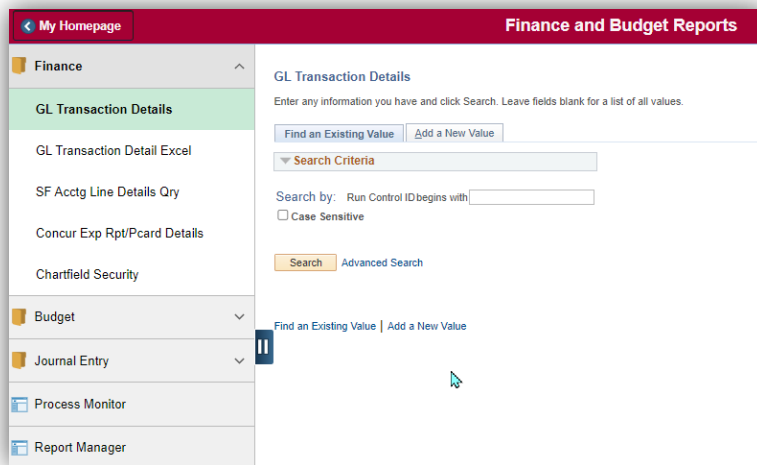 My Homepage
Finance and Budget Reports
Finance
GL Transaction Details
GL Transaction Detail Excel
SF Acctg Line Details Qry
Concur Exp Rpt/Pcard Details
Chartfield Security
Budget
Journal Entry
Process Monitor
Report Manager
GL Transaction Details
Enter any information you have and click Search. Leave fields blank for a list of all values.
Find an Existing Value
Add a New Value
Search Criteria
Search by: Run Control ID begins with
Case Sensitive
Search
Advanced Search
Find an Existing Value | Add a New Value